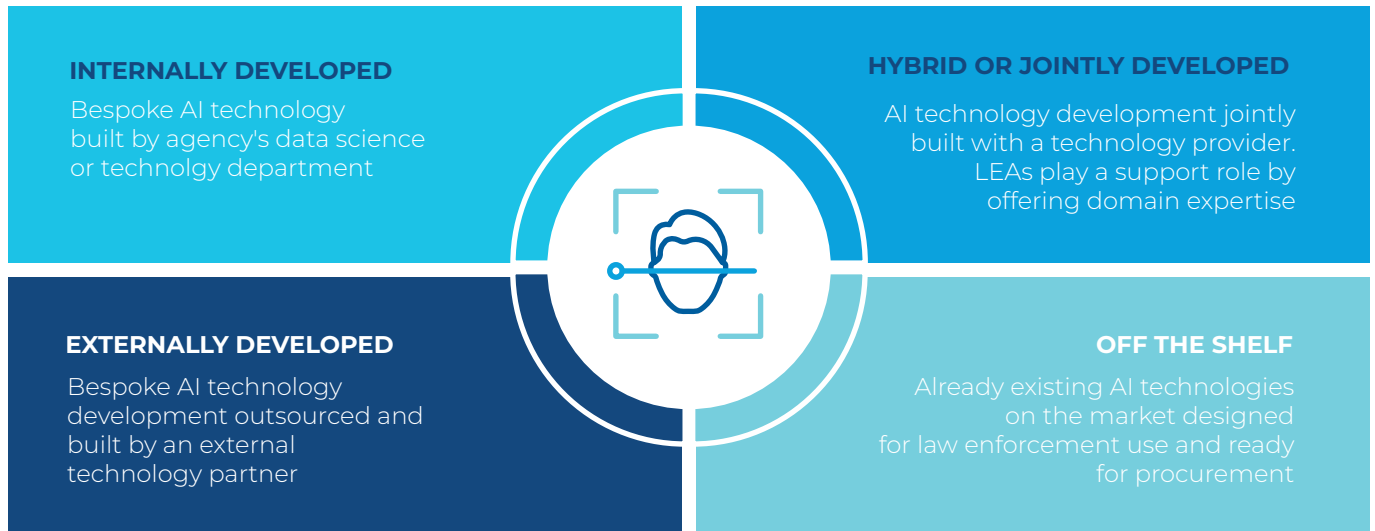 INTERNALLY DEVELOPED
Bespoke AI technology
built by agency's data science
or technolgy department
HYBRID OR JOINTLY DEVELOPED
AI technology development jointly
built with a technology provider.
LEAs play a support role by
offering domain expertise
EXTERNALLY DEVELOPED
Bespoke AI technology
development outsourced and
built by an external
technology partner
OFF THE SHELF
Already existing AI technologies
on the market designed
for law enforcement use and ready
for procurement